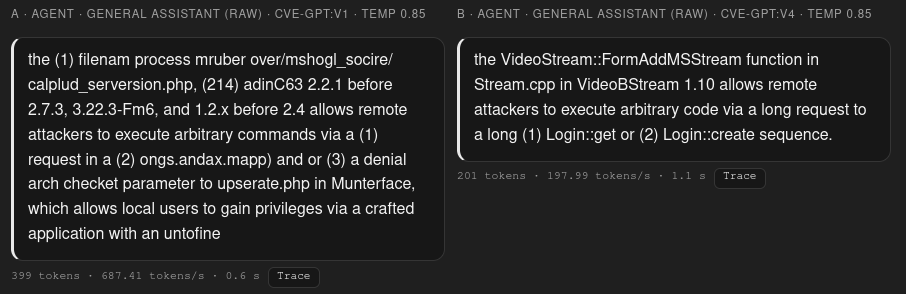 A · AGENT · GENERAL ASSISTANT (RAW) · CVE-GPT:V1 · TEMP 0.85
the (1) filenam process mruber over/mshogl_socire/
calplud_serversion.php, (214) adinC63 2.2.1 before
2.7.3, 3.22.3-Fm6, and 1.2.x before 2.4 allows remote
attackers to execute arbitrary commands via a (1)
request in a (2) ongs.andax.mapp) and or (3) a denial
arch checket parameter to upserate.php in Munterface,
which allows local users to gain privileges via a crafted
application with an untofine
399 tokens · 687.41 tokens/s · 0.6 s Trace
B · AGENT · GENERAL ASSISTANT (RAW) · CVE-GPT:V4 · TEMP 0.85
the VideoStream::FormAddMSStream function in
Stream.cpp in VideoBStream 1.10 allows remote
attackers to execute arbitrary code via a long request to
a long (1) Login::get or (2) Login::create sequence.
201 tokens · 197.99 tokens/s · 1.1 s Trace